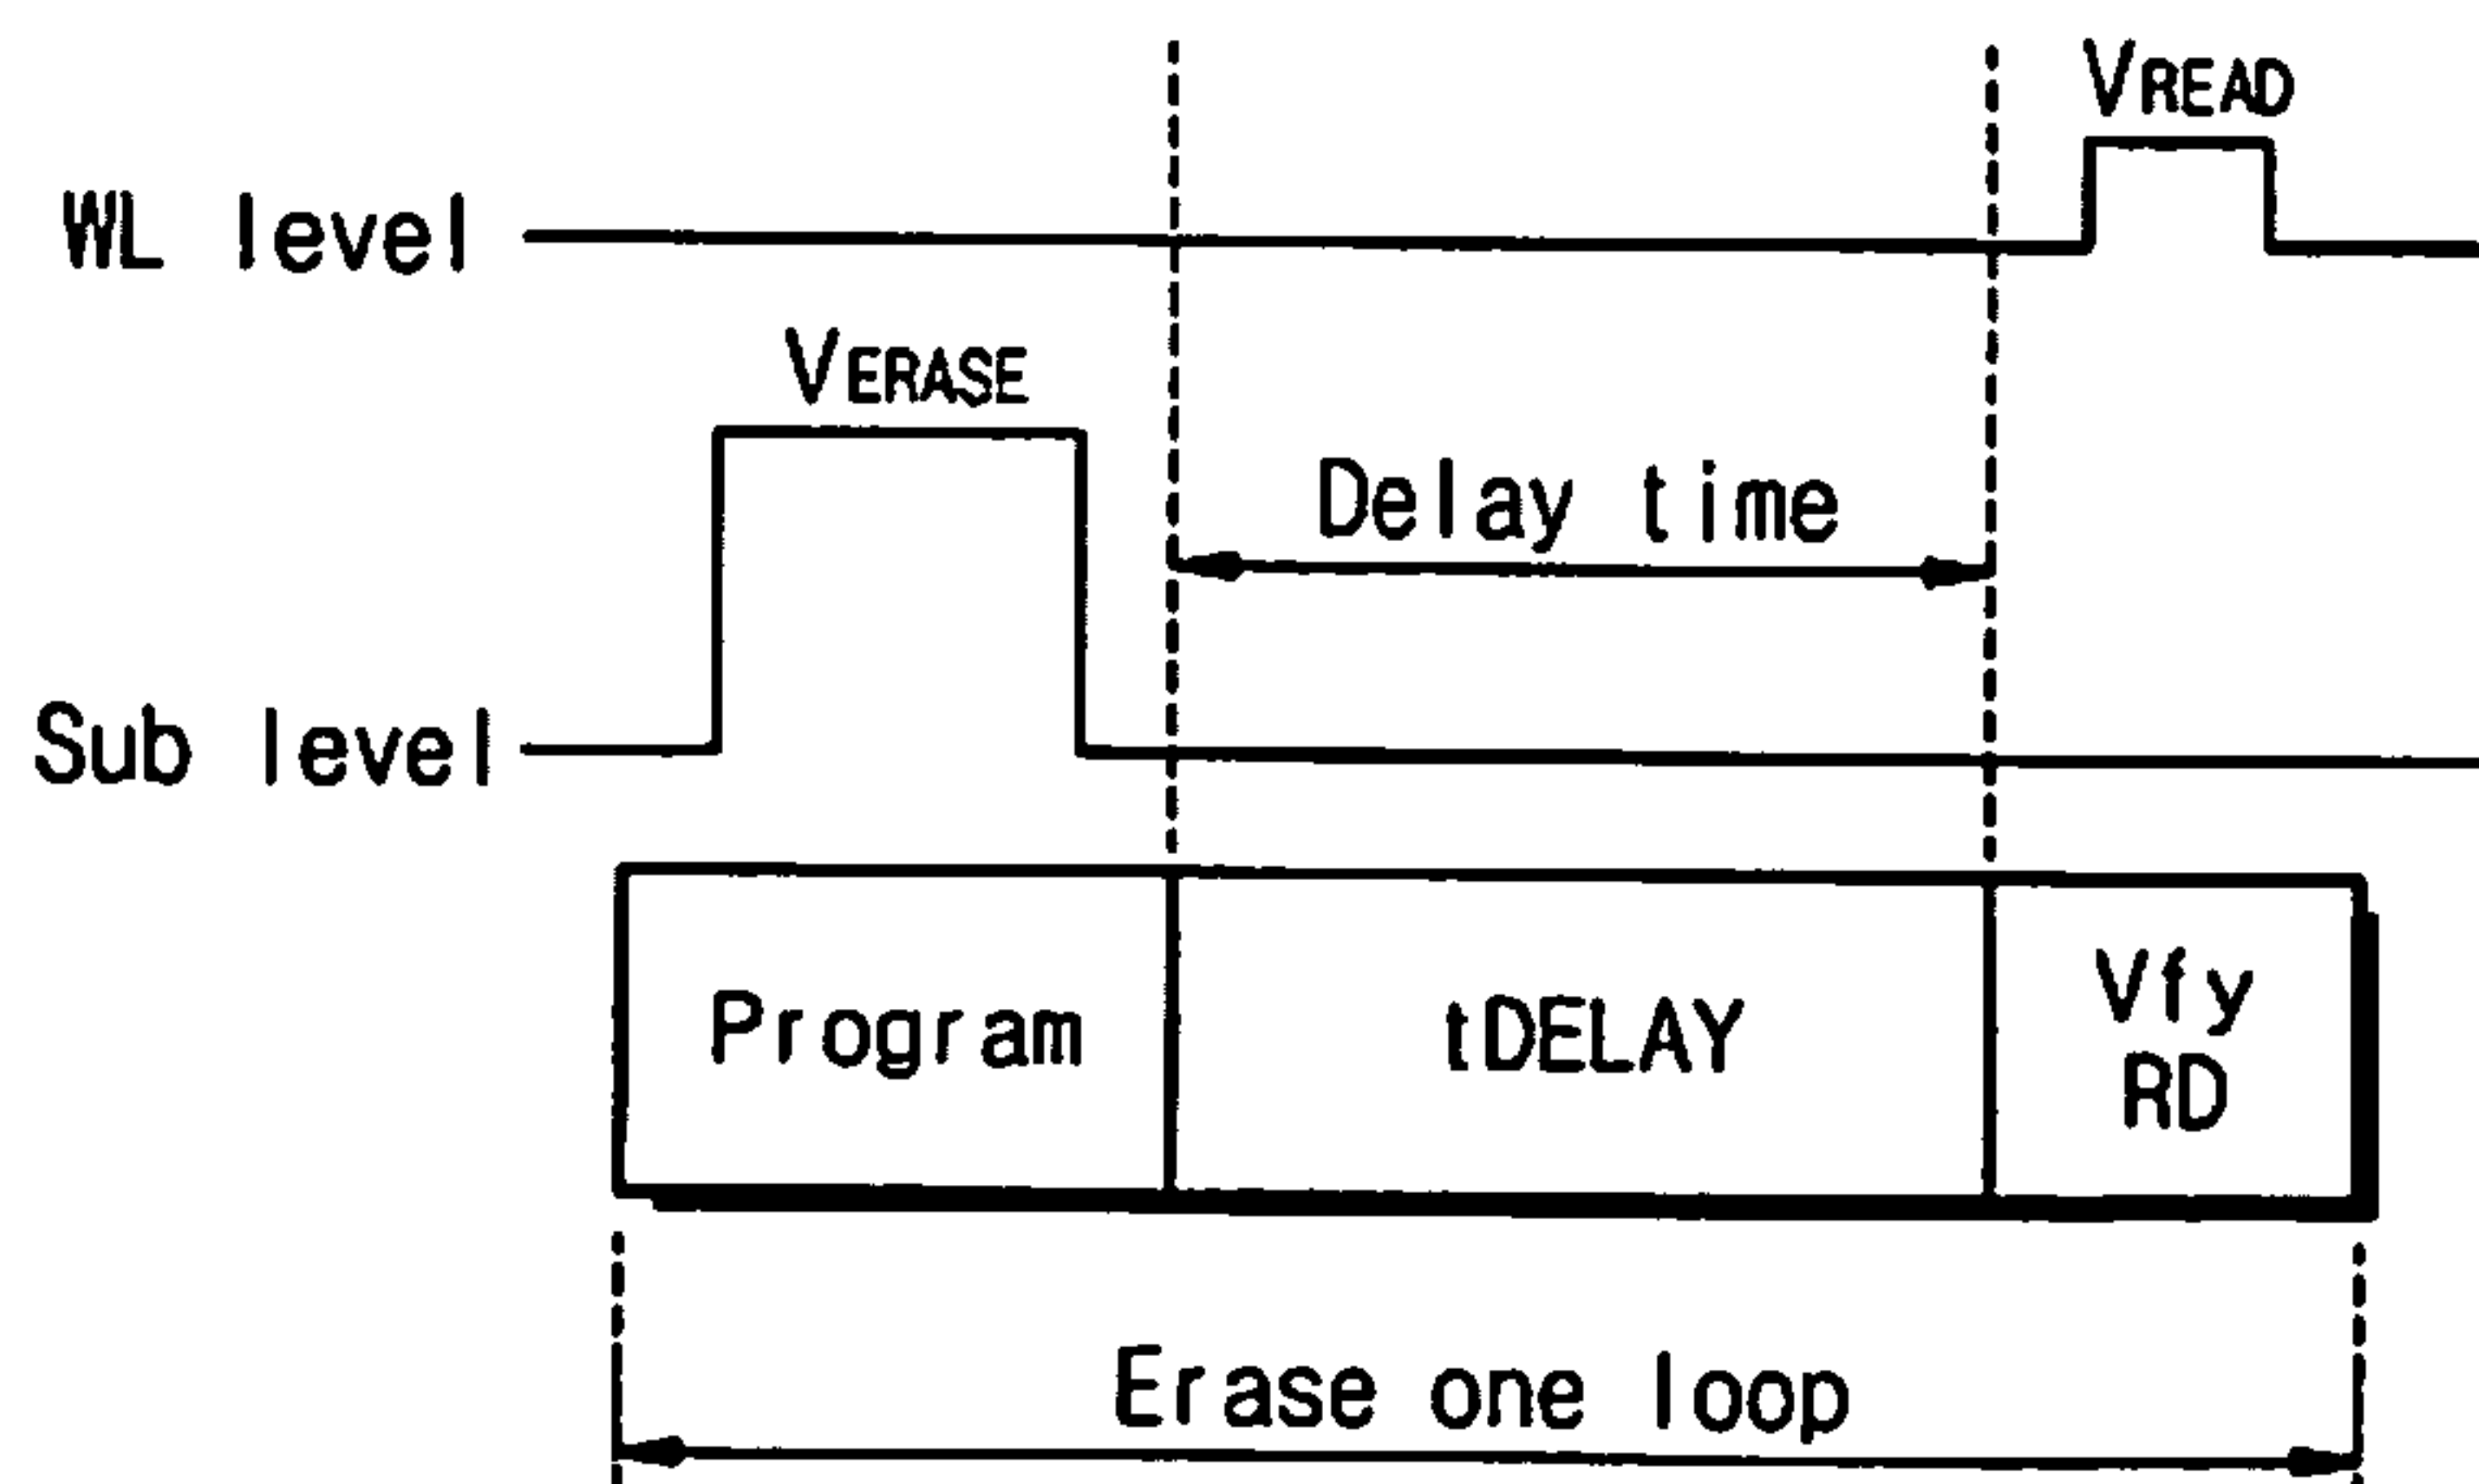 VREAD
WL level
VERASE
Delay time
Sub level
Program
tDELAY
Vfy
RD
Erase one loop